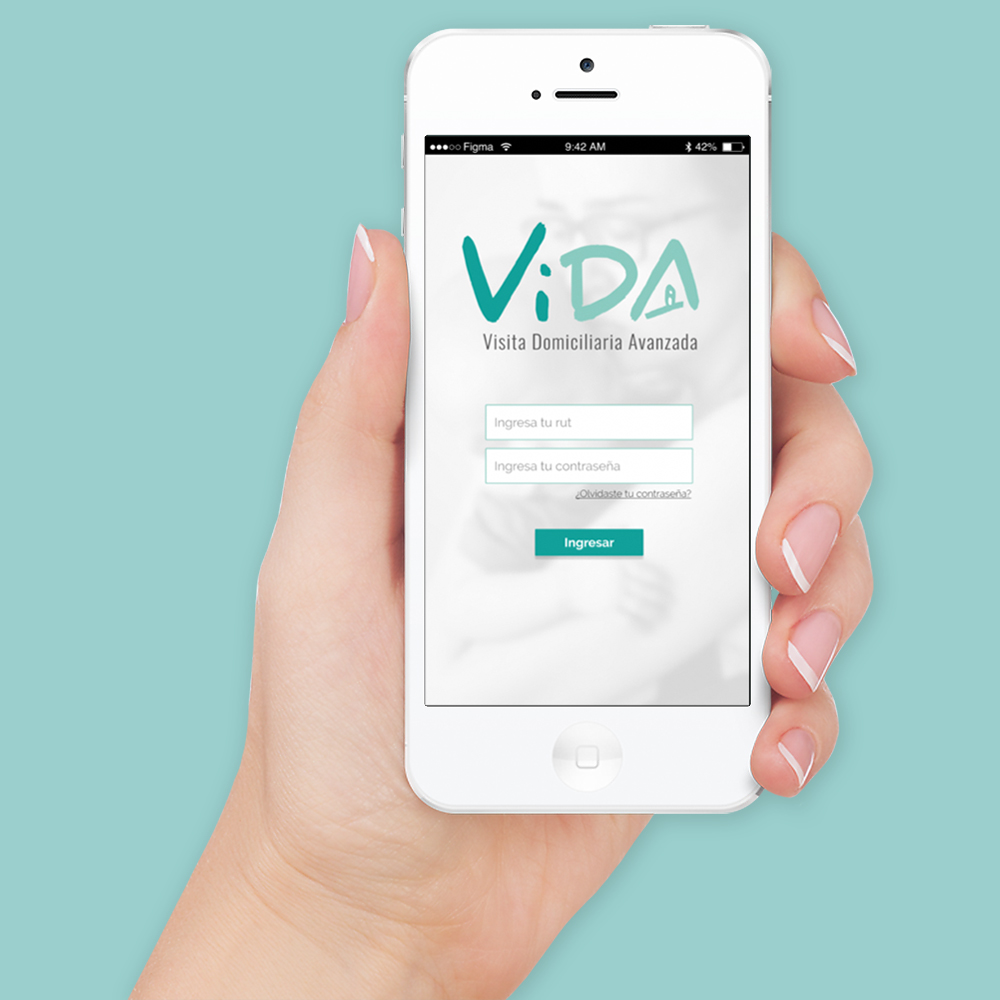 Figma 9:42 AM 42%
ViDA
Visita Domiciliaria Avanzada
Ingresa tu rut
Ingresa tu contraseña
¿Olvidaste tu contraseña?
Ingresar